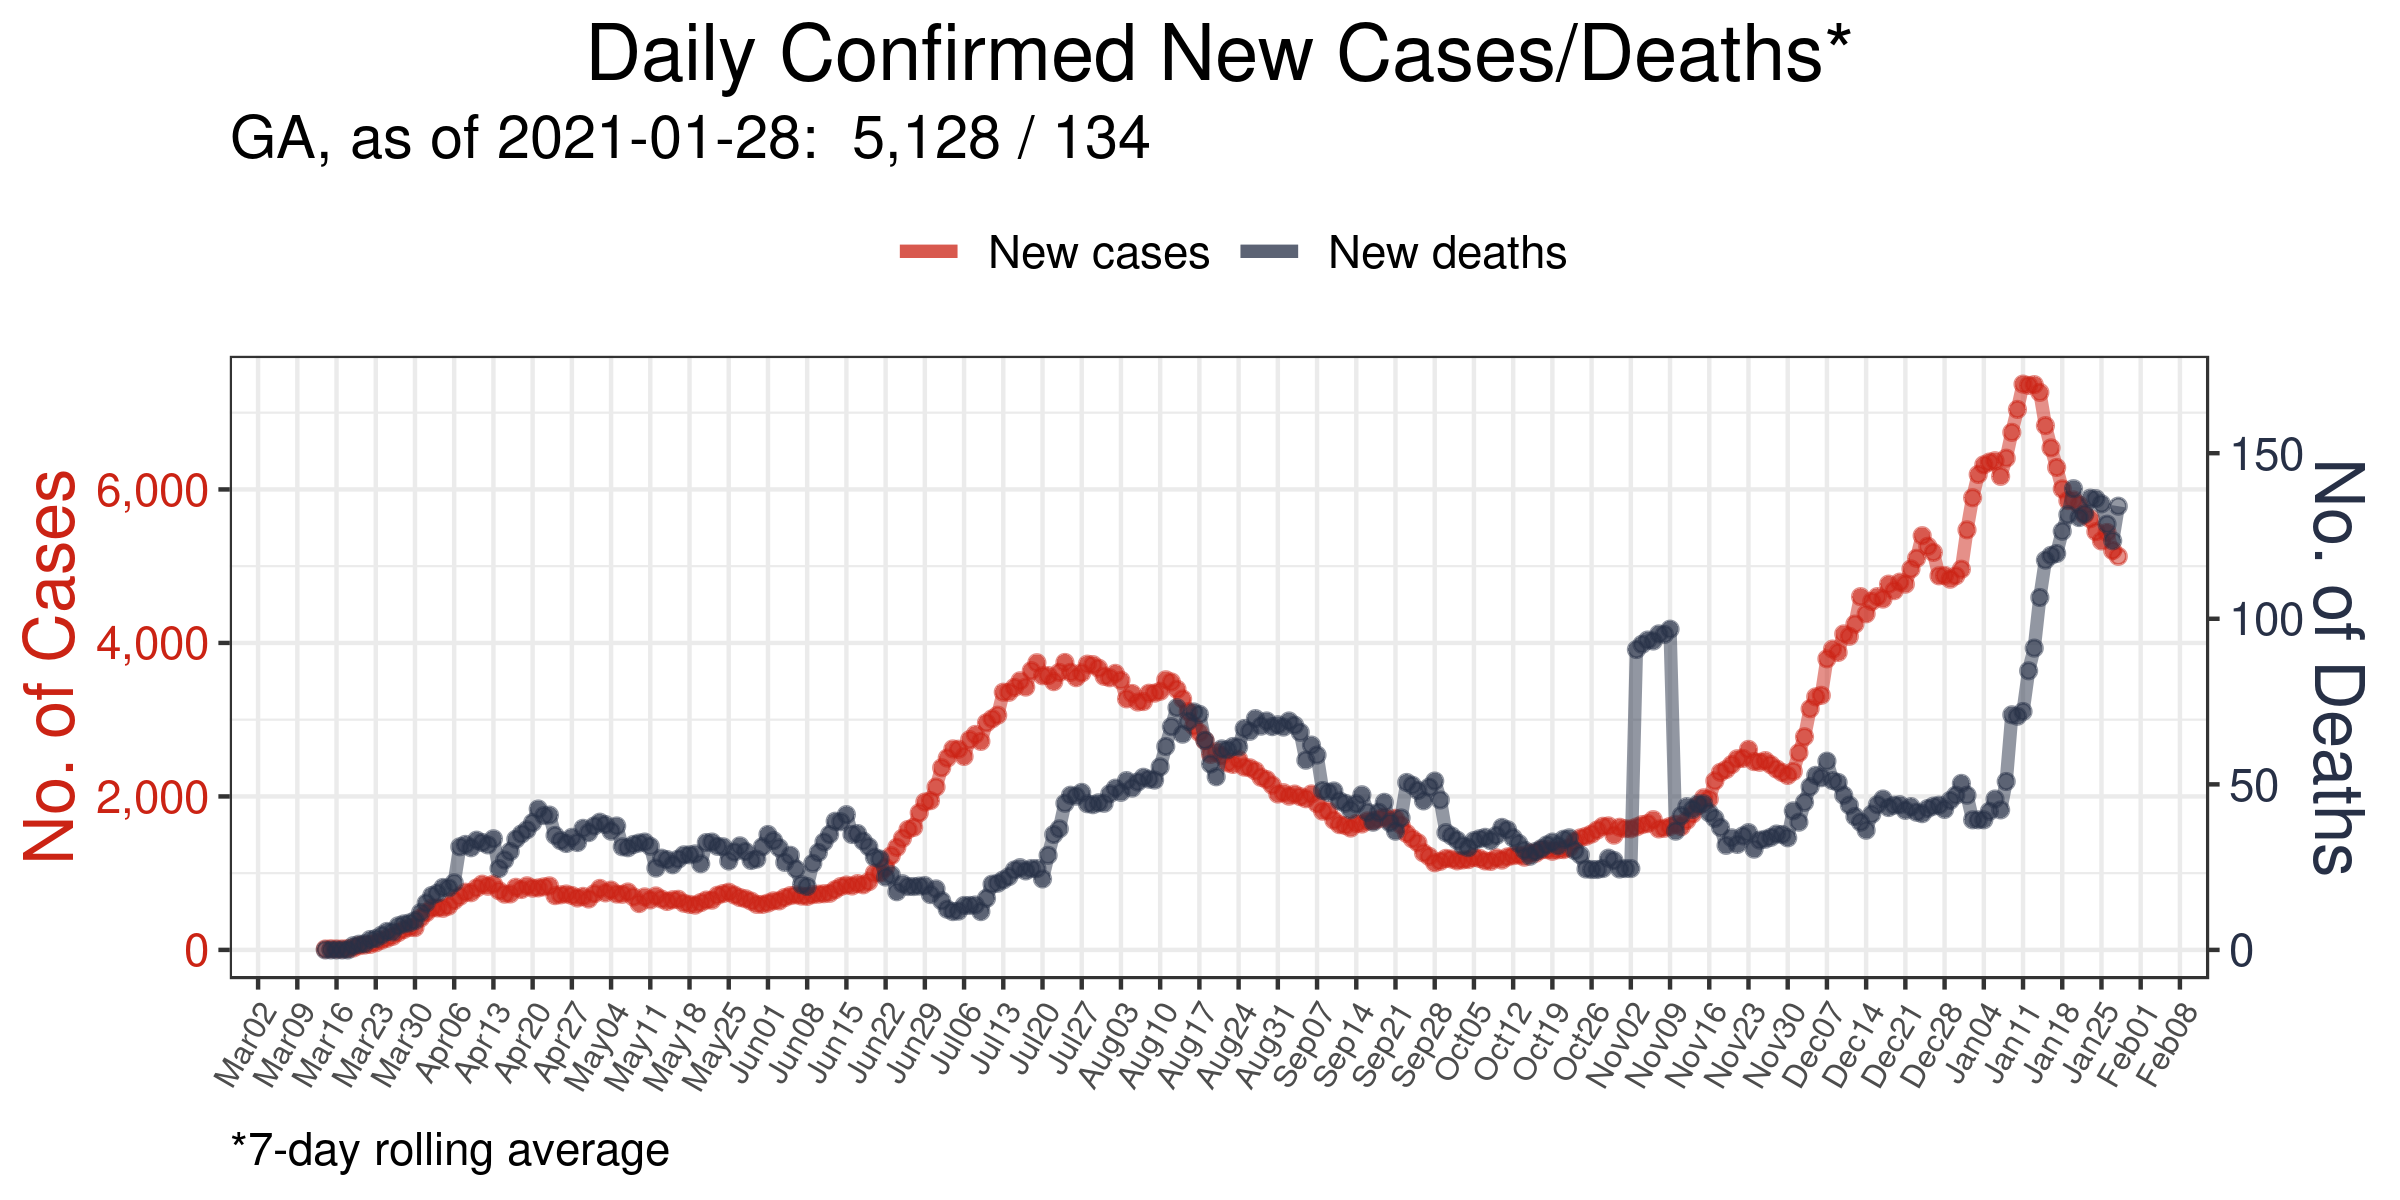 Daily Confirmed New Cases/Deaths*
GA, as of 2021-01-28:  5,128 / 134
New cases New deaths
No. of Cases
6,000
4,000
2,000
0
150
100
50
0
No. of Deaths
Mar02 Mar09 Mar16 Mar23 Mar30 Apr06 Apr13 Apr20 Apr27 May04 May11 May18 May25 Jun01 Jun08 Jun15 Jun22 Jun29 Jul06 Jul13 Jul20 Jul27 Aug03 Aug10 Aug17 Aug24 Aug31 Sep07 Sep14 Sep21 Sep28 Oct05 Oct12 Oct19 Oct26 Nov02 Nov09 Nov16 Nov23 Nov30 Dec07 Dec14 Dec21 Dec28 Jan04 Jan11 Jan18 Jan25 Feb01 Feb08
*7-day rolling average